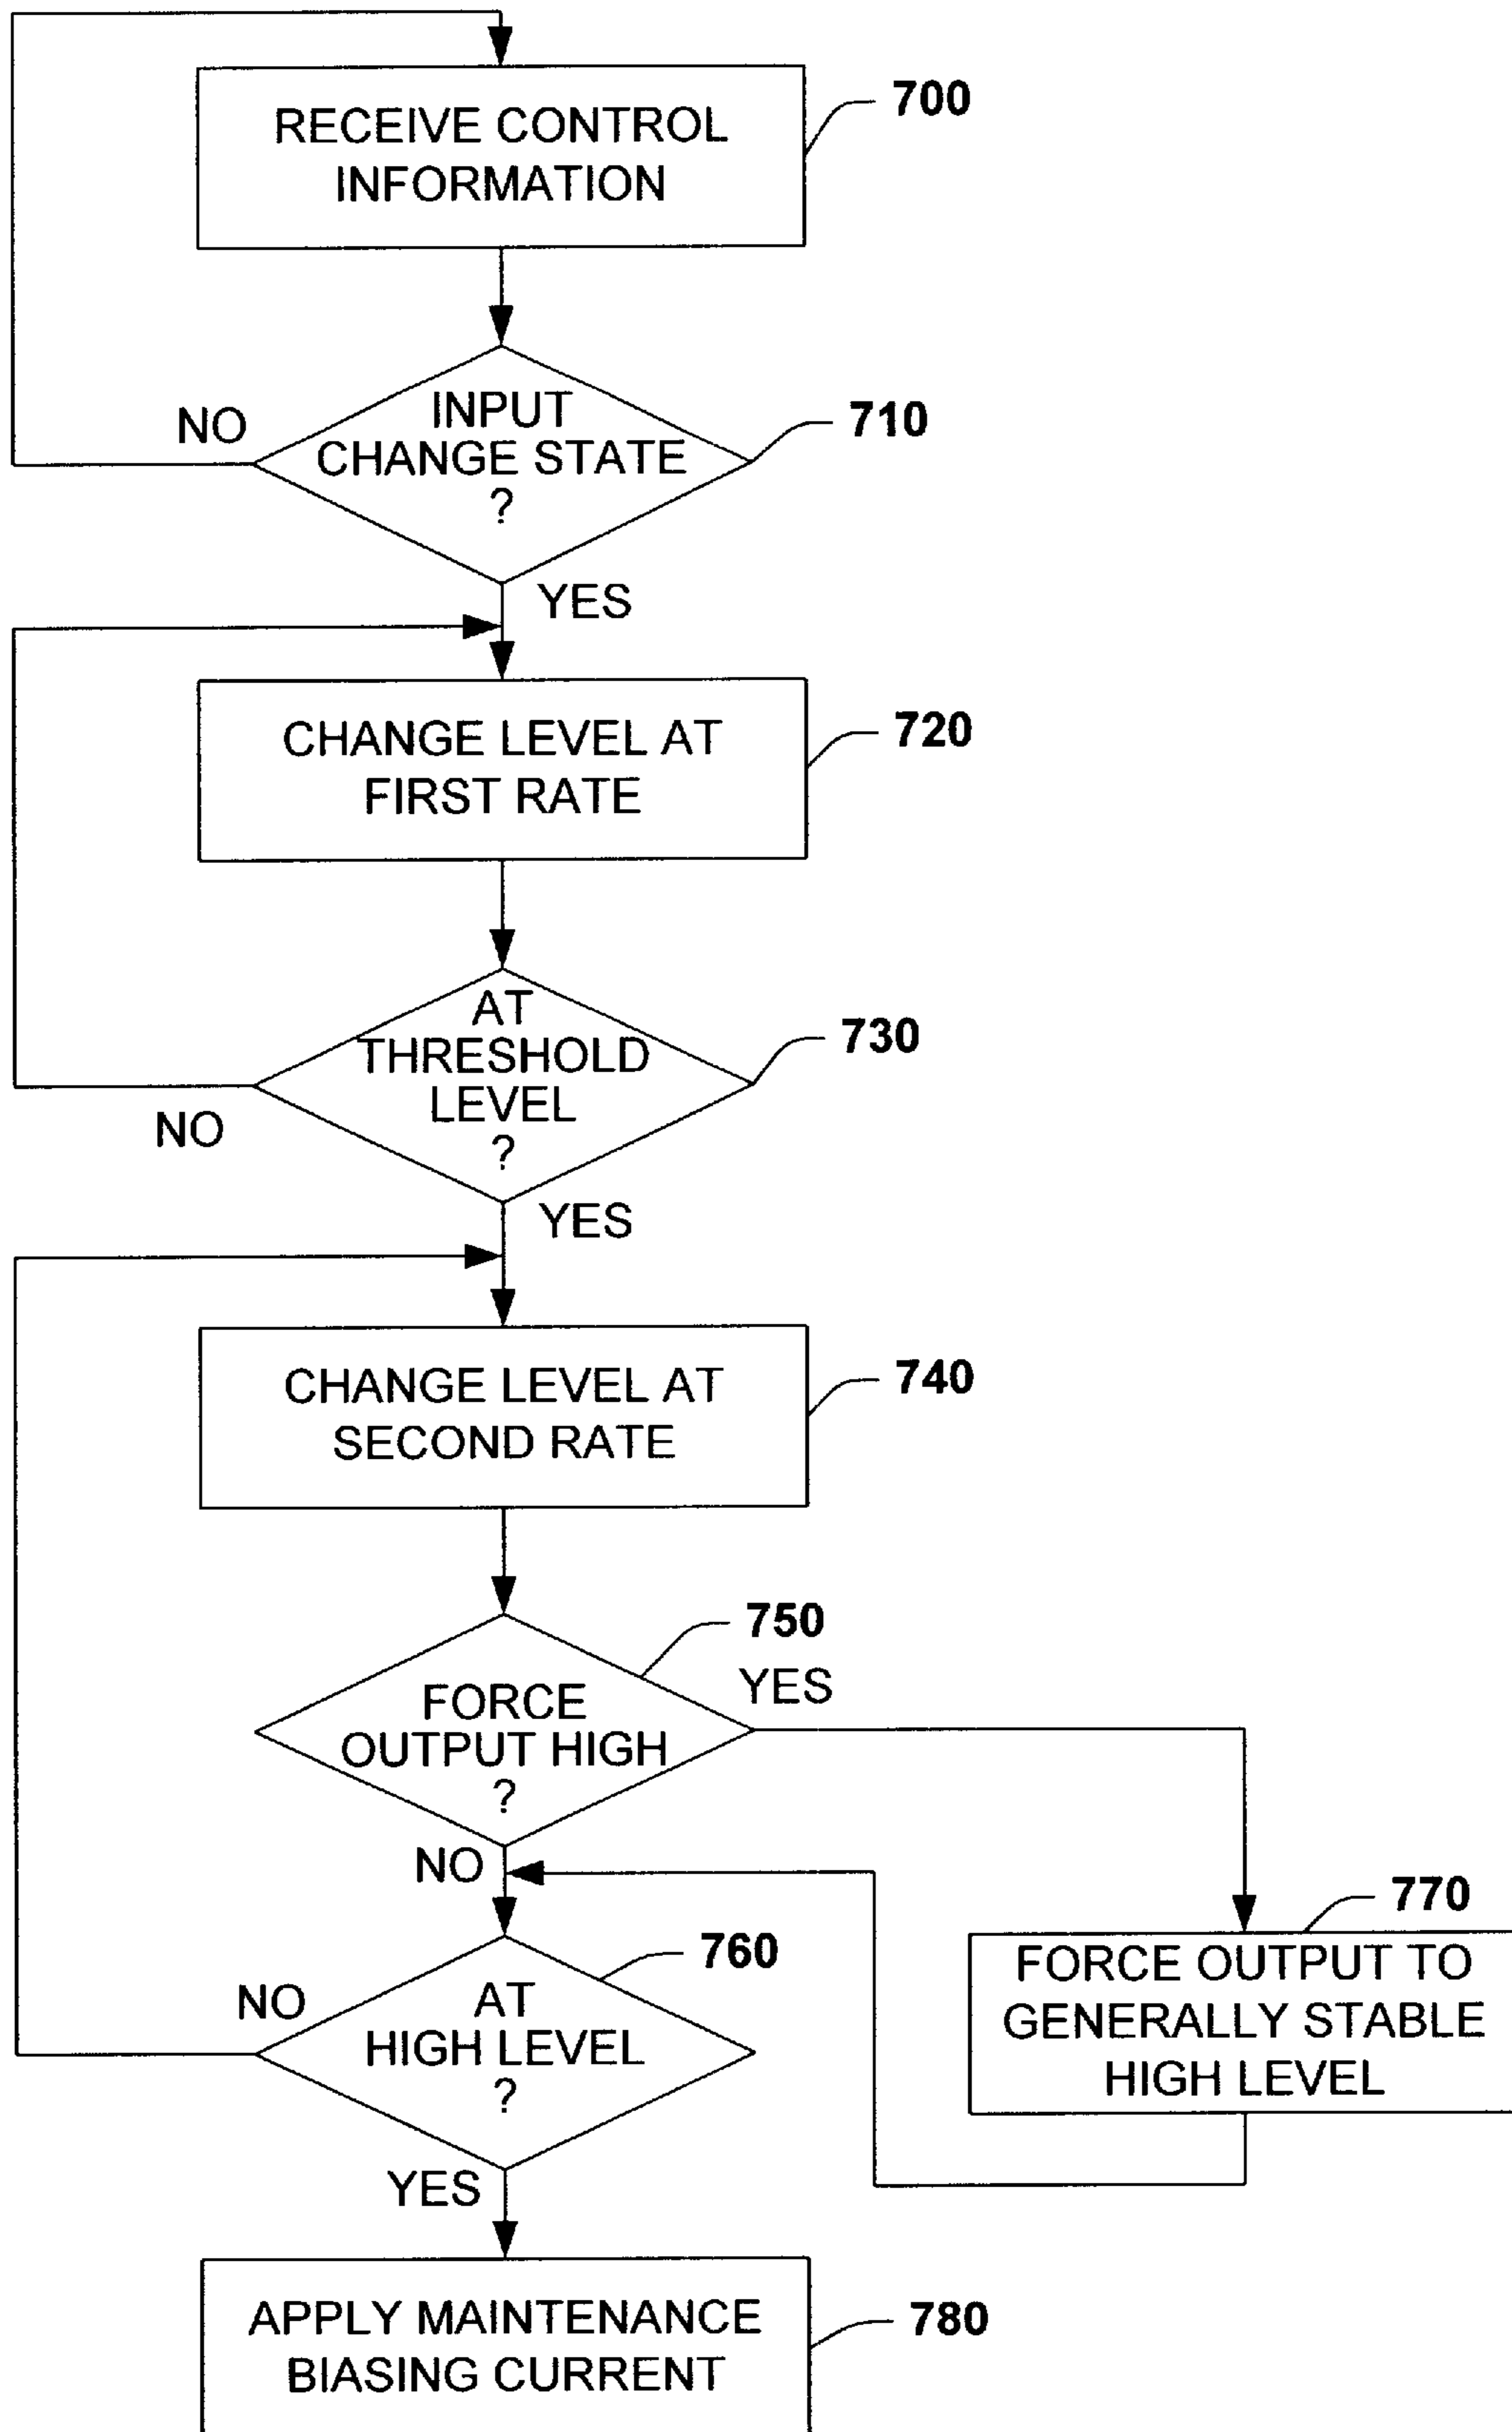 RECEIVE CONTROL
INFORMATION
700
INPUT
CHANGE STATE
?
710
NO
YES
CHANGE LEVEL AT
FIRST RATE
720
AT
THRESHOLD
LEVEL
?
730
NO
YES
CHANGE LEVEL AT
SECOND RATE
740
FORCE
OUTPUT HIGH
?
750
YES
NO
770
FORCE OUTPUT TO
GENERALLY STABLE
HIGH LEVEL
AT
HIGH LEVEL
?
760
NO
YES
APPLY MAINTENANCE
BIASING CURRENT
780